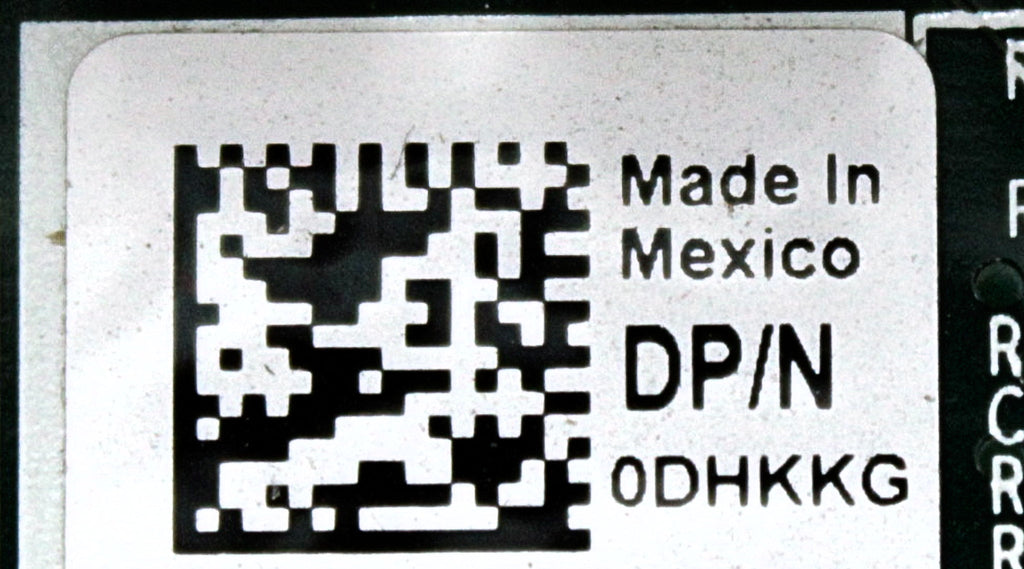 Made In
Mexico
DP/N
0DHKKG
R
C
R
R